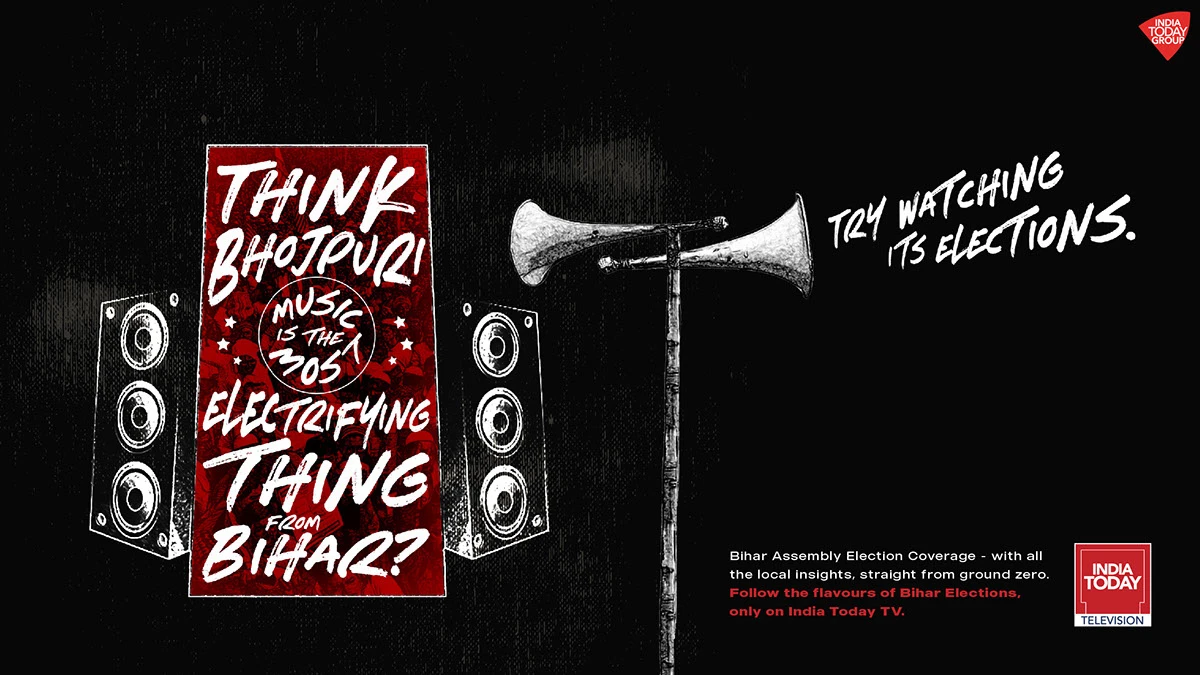 THINK
BHOJPURI
MUSIC
IS THE
30S
ELECTRIFYING
THING
FROM
BIHAR?
TRY WATCHING
ITS ELECTIONS.
Bihar Assembly Election Coverage - with all
the local insights, straight from ground zero.
Follow the flavours of Bihar Elections,
only on India Today TV.
INDIA
TODAY
TELEVISION
INDIA
TODAY
GROUP